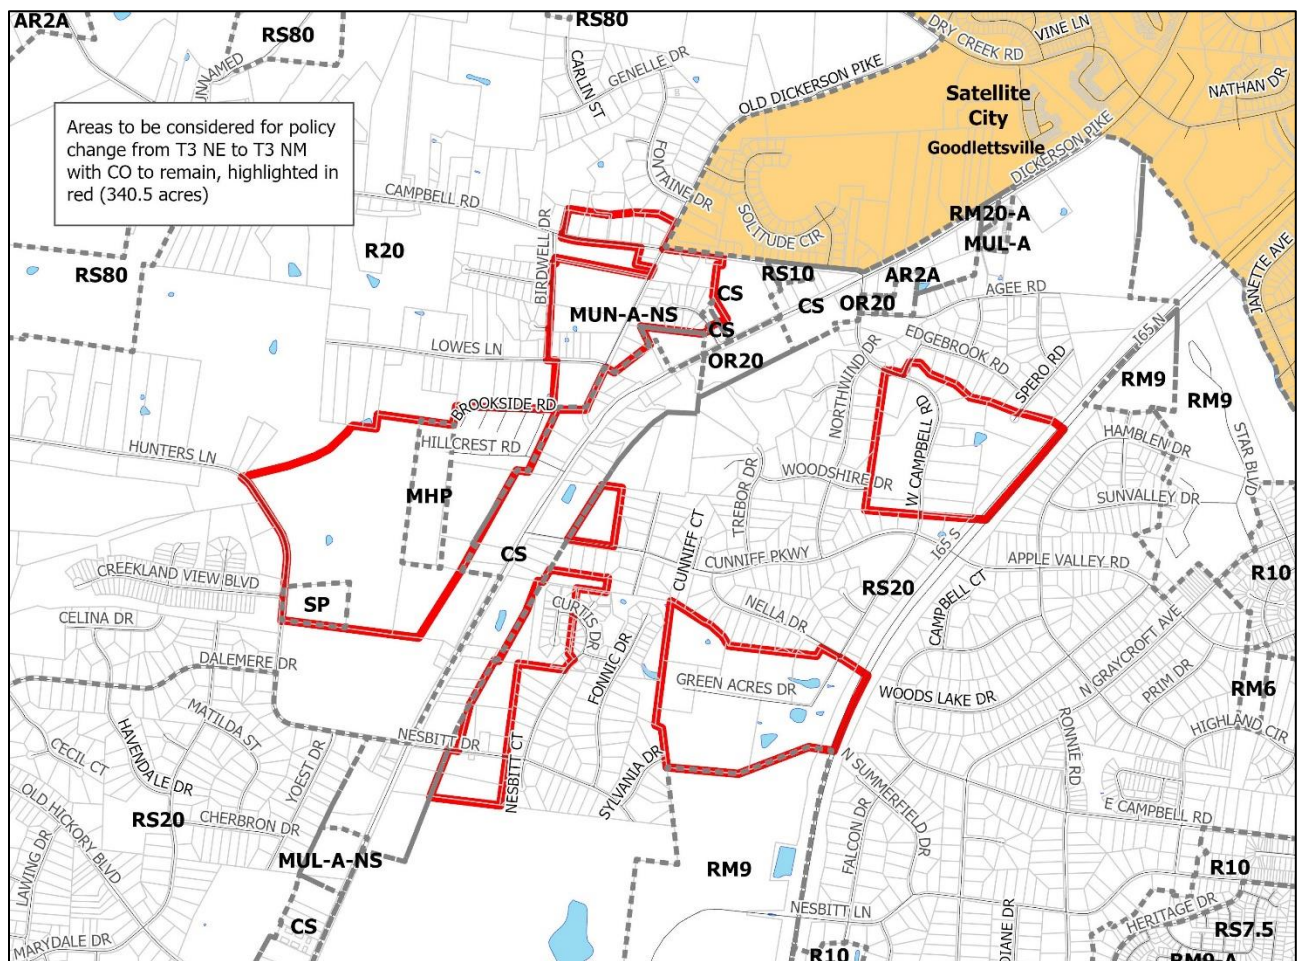 AR2A
RS80
RS80
DRY CREEK RD
VINE LN
NATHAN DR
UNNAMED
CARLIN ST
GENELLE DR
OLD DICKERSON PIKE
Satellite
City
Goodlettsville
DICKERSON PIKE
Areas to be considered for policy
change from T3 NE to T3 NM
with CO to remain, highlighted in
red (340.5 acres)
FONTAINE DR
CAMPBELL RD
BIRDWELL DR
SOLITUDE CIR
RM20-A
MUL-A
JANETTE AVE
R20
RS80
RS10
AR2A
CS
CS
OR20
AGEE RD
MUN-A-NS
CS
OR20
EDGEBROOK RD
I65 N
LOWES LN
NORTHWIND DR
SPERO RD
RM9
RM9
BROOKSIDE RD
HILLCREST RD
HUNTERS LN
W CAMPBELL RD
HAMBLEN DR
STAR BLVD
WOODSHIRE DR
TREBOR DR
SUNVALLEY DR
MHP
CUNNIFF CT
I65 S
CS
CUNNIFF PKWY
APPLE VALLEY RD
R10
CREEKLAND VIEW BLVD
SP
RS20
CAMPBELL CT
CELINA DR
CURTIS DR
NELLA DR
N GRAYCROFT AVE
DALEMERE DR
FONNIC DR
GREEN ACRES DR
WOODS LAKE DR
PRIM DR
RM6
MATILDA ST
HAVENDALE DR
NESBITT DR
HIGHLAND CIR
CECIL CT
YOEST DR
NESBITT CT
SYLVANIA DR
RONNIE RD
N SUMMERFIELD DR
OLD HICKORY BLVD
RS20
CHERBRON DR
E CAMPBELL RD
LAWING DR
MUL-A-NS
RM9
FALCON DR
R10
CS
NESBITT LN
HERITAGE DR
RS7.5
MARYDALE DR
DIANE DR
R10
RM9-A